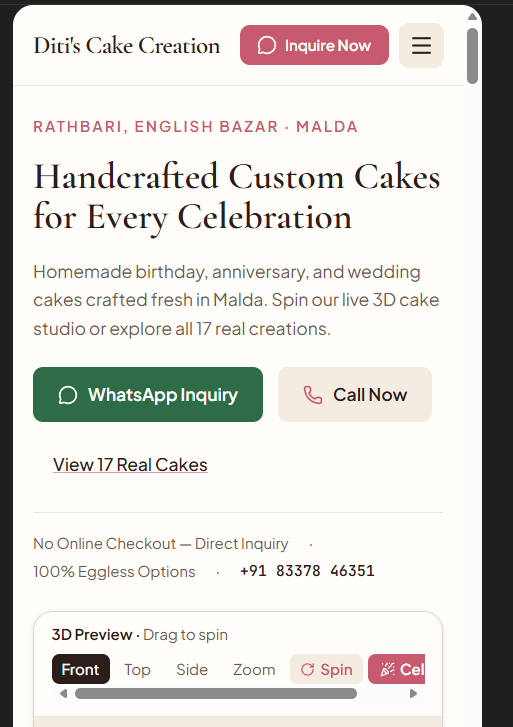 Diti's Cake Creation
Inquire Now
RATHBARI, ENGLISH BAZAR · MALDA
Handcrafted Custom Cakes
for Every Celebration
Homemade birthday, anniversary, and wedding
cakes crafted fresh in Malda. Spin our live 3D cake
studio or explore all 17 real creations.
WhatsApp Inquiry
Call Now
View 17 Real Cakes
No Online Checkout — Direct Inquiry ·
100% Eggless Options · +91 83378 46351
3D Preview · Drag to spin
Front Top Side Zoom Spin Cel